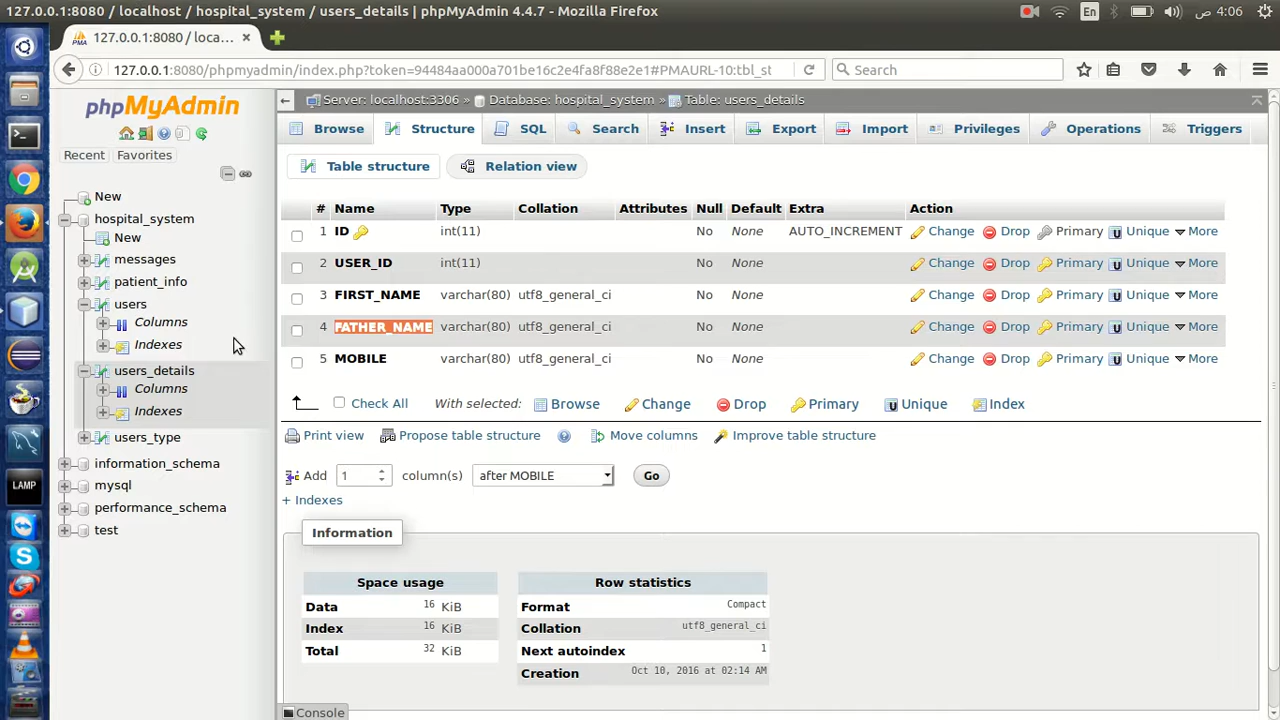 127.0.0.1:8080 / localhost / hospital_system / users_details | phpMyAdmin 4.4.7 - Mozilla Firefox En 4:06 ص
127.0.0.1:8080 / loca...
127.0.0.1:8080/phpmyadmin/index.php?token=94484aa000a701be16c2e4fa8f88e2e1#PMAURL-10:tbl_st Search
phpMyAdmin
Recent Favorites
New
hospital_system
New
messages
patient_info
users
Columns
Indexes
users_details
Columns
Indexes
users_type
information_schema
mysql
performance_schema
test
LAMP
Server: localhost:3306 » Database: hospital_system » Table: users_details
Browse Structure SQL Search Insert Export Import Privileges Operations Triggers
Table structure Relation view
# Name Type Collation Attributes Null Default Extra Action
1 ID int(11) No None AUTO_INCREMENT Change Drop Primary Unique More
2 USER_ID int(11) No None Change Drop Primary Unique More
3 FIRST_NAME varchar(80) utf8_general_ci No None Change Drop Primary Unique More
4 FATHER_NAME varchar(80) utf8_general_ci No None Change Drop Primary Unique More
5 MOBILE varchar(80) utf8_general_ci No None Change Drop Primary Unique More
Check All With selected: Browse Change Drop Primary Unique Index
Print view Propose table structure Move columns Improve table structure
Add 1 column(s) after MOBILE Go
+ Indexes
Information
Space usage
Data 16 KiB
Index 16 KiB
Total 32 KiB
Row statistics
Format Compact
Collation utf8_general_ci
Next autoindex 1
Creation Oct 10, 2016 at 02:14 AM
Console